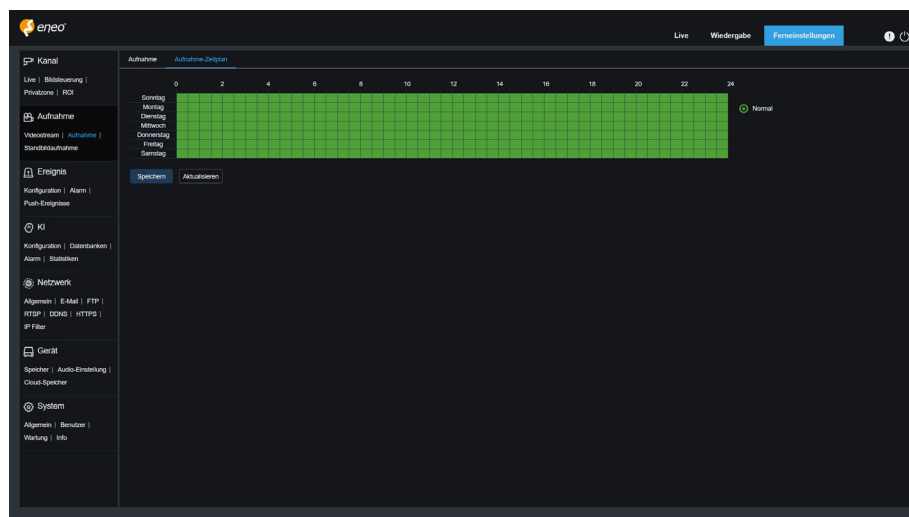 eneo
Live Wiedergabe Ferneinstellungen
Kanal
Live | Bildsteuerung |
Privatzone | ROI
Aufnahme
Videostream | Aufnahme |
Standbildaufnahme
Ereignis
Konfiguration | Alarm |
Push-Ereignisse
KI
Konfiguration | Datenbanken |
Alarm | Statistiken
Netzwerk
Allgemein | E-Mail | FTP |
RTSP | DDNS | HTTPS |
IP Filter
Gerät
Speicher | Audio-Einstellung |
Cloud-Speicher
System
Allgemein | Benutzer |
Wartung | Info
Aufnahme Aufnahme-Zeitplan
0 2 4 6 8 10 12 14 16 18 20 22 24
Sonntag
Montag
Dienstag
Mittwoch
Donnerstag
Freitag
Samstag
Normal
Speichern Aktualisieren